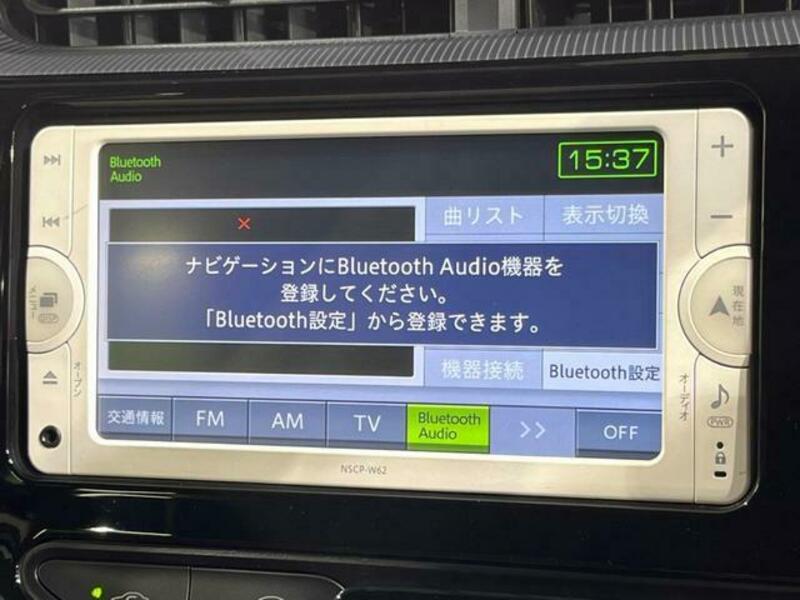 Bluetooth
Audio
15:37
曲リスト
表示切換
ナビゲーションにBluetooth Audio機器を
登録してください。
「Bluetooth設定」から登録できます。
機器接続
Bluetooth設定
交通情報
FM
AM
TV
Bluetooth
Audio
>>
OFF
メニュー
DISP
オープン
現在地
オーディオ
PWR
NSCP-W62